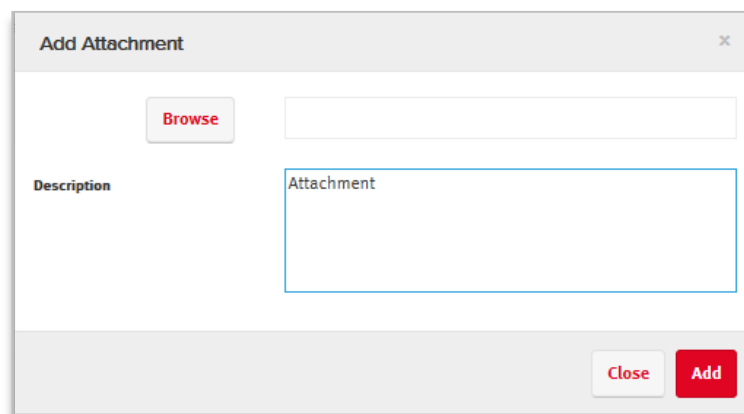 Add Attachment
×
Browse
Description
Attachment
Close
Add